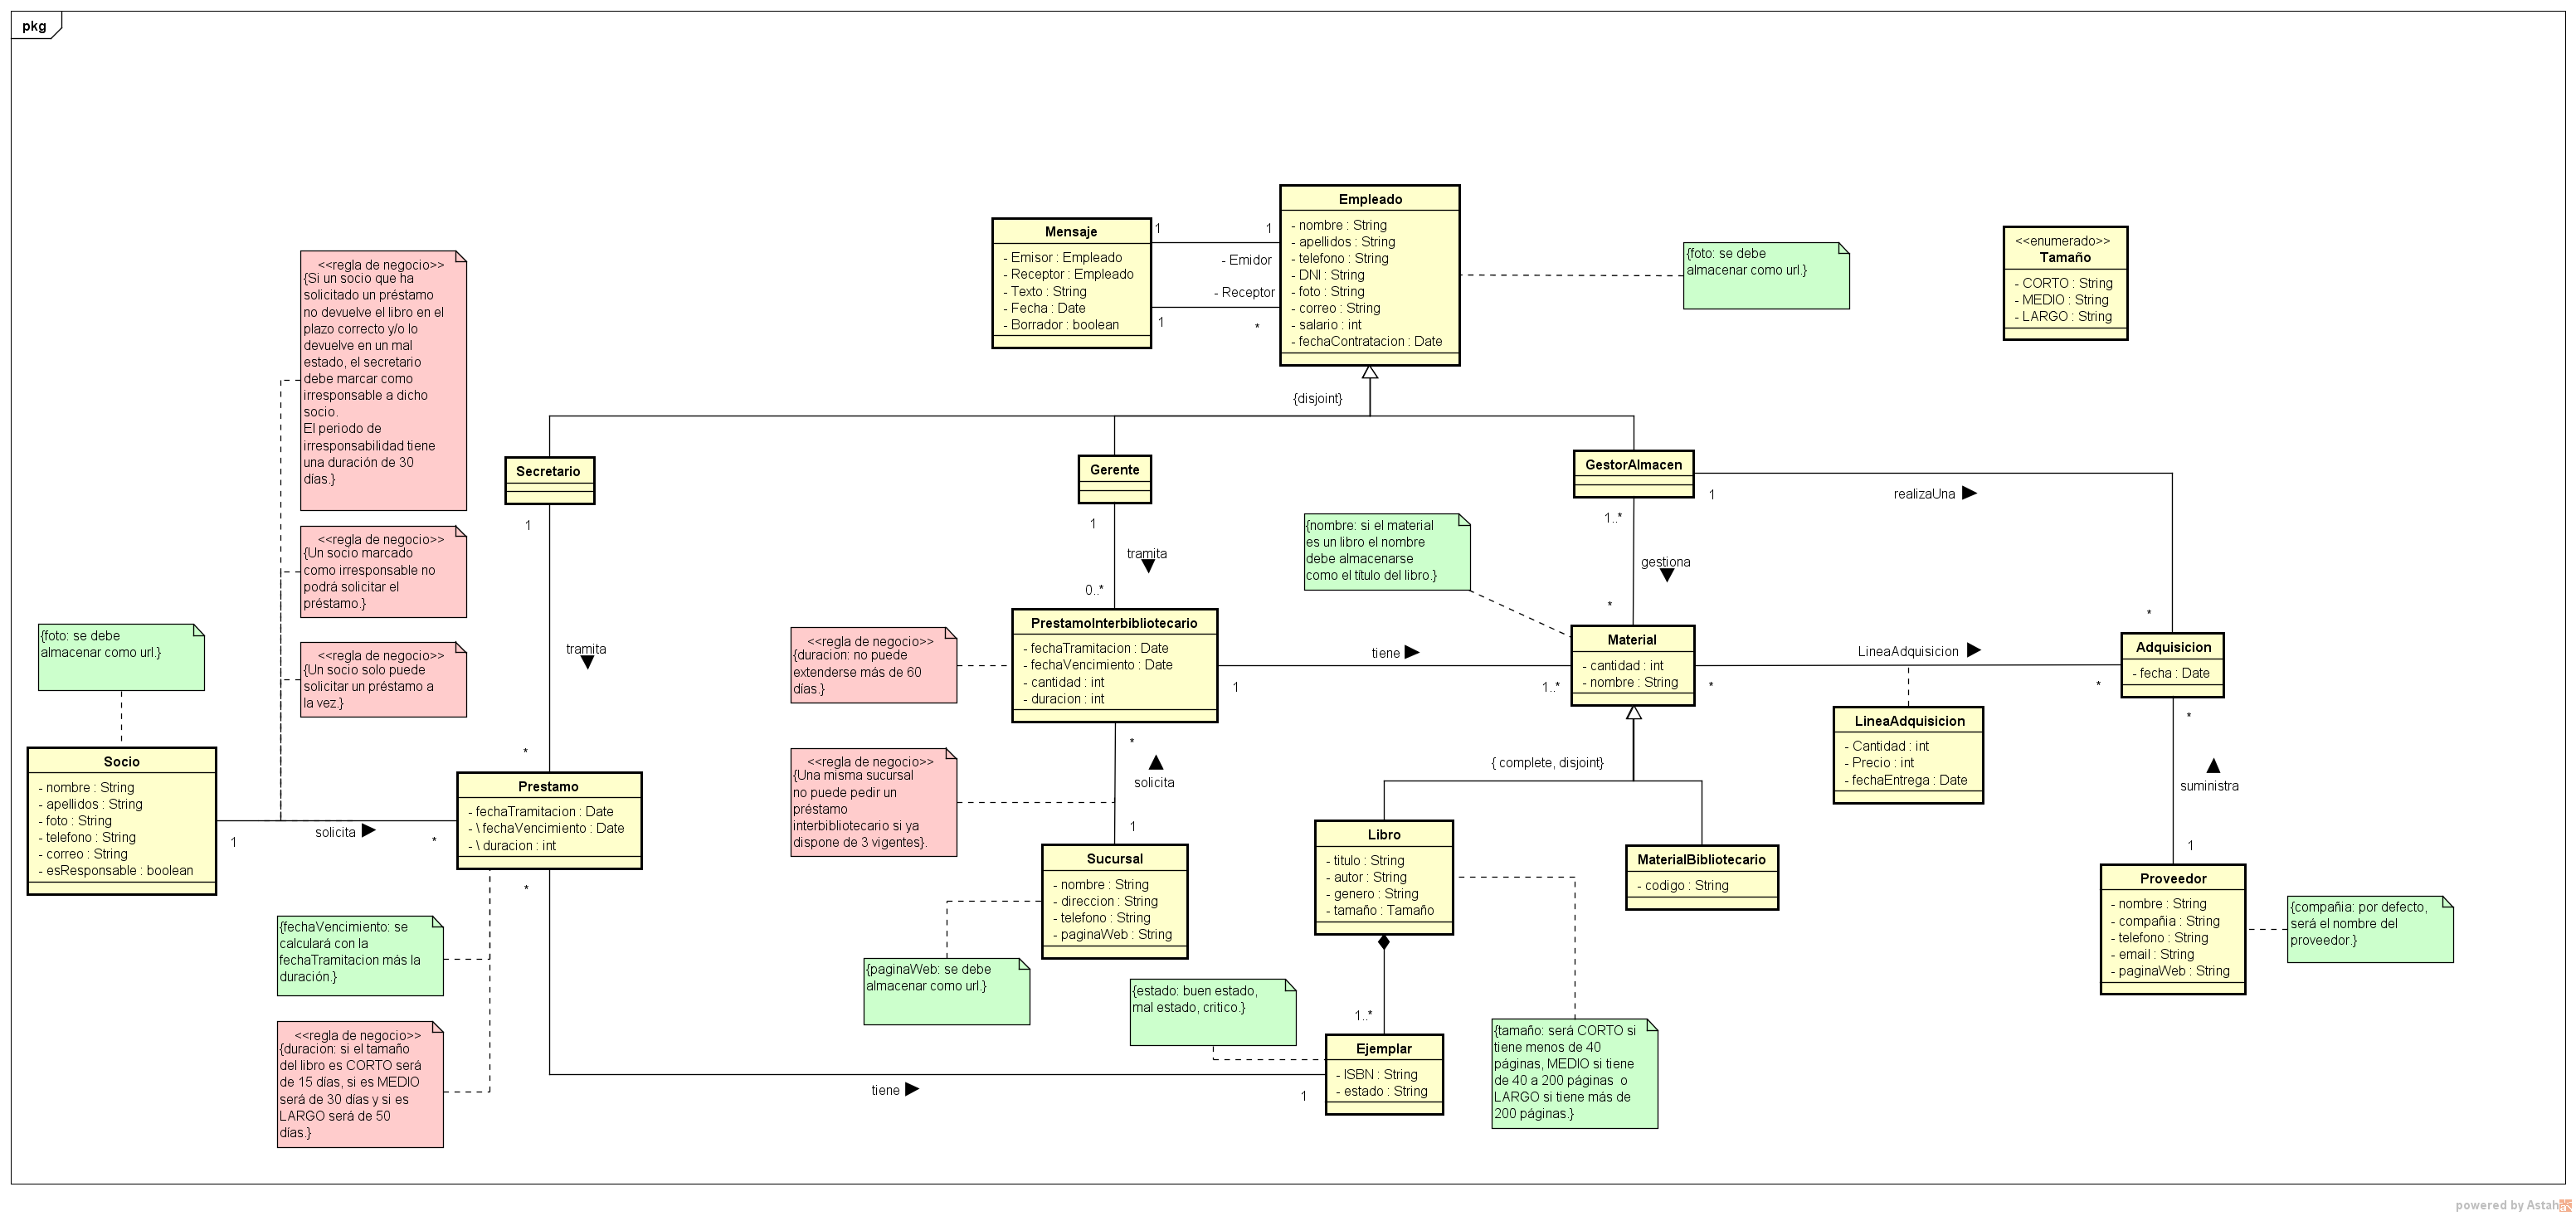 pkg
Empleado
- nombre : String
- apellidos : String
- telefono : String
- DNI : String
- foto : String
- correo : String
- salario : int
- fechaContratacion : Date
Mensaje
- Emisor : Empleado
- Receptor : Empleado
- Texto : String
- Fecha : Date
- Borrador : boolean
1
1
- Emidor
- Receptor
1
*
{foto: se debe
almacenar como url.}
<<enumerado>>
Tamaño
- CORTO : String
- MEDIO : String
- LARGO : String
<<regla de negocio>>
{Si un socio que ha
solicitado un préstamo
no devuelve el libro en el
plazo correcto y/o lo
devuelve en un mal
estado, el secretario
debe marcar como
irresponsable a dicho
socio.
El periodo de
irresponsabilidad tiene
una duración de 30
días.}
{disjoint}
Secretario
1
Gerente
1
GestorAlmacen
1
realizaUna
1..*
<<regla de negocio>>
{Un socio marcado
como irresponsable no
podrá solicitar el
préstamo.}
tramita
0..*
{nombre: si el material
es un libro el nombre
debe almacenarse
como el título del libro.}
gestiona
*
*
<<regla de negocio>>
{Un socio solo puede
solicitar un préstamo a
la vez.}
{foto: se debe
almacenar como url.}
tramita
*
<<regla de negocio>>
{duracion: no puede
extenderse más de 60
días.}
PrestamoInterbibliotecario
- fechaTramitacion : Date
- fechaVencimiento : Date
- cantidad : int
- duracion : int
tiene
1
1..*
Material
- cantidad : int
- nombre : String
LineaAdquisicion
*
*
Adquisicion
- fecha : Date
LineaAdquisicion
- Cantidad : int
- Precio : int
- fechaEntrega : Date
*
suministra
1
Socio
- nombre : String
- apellidos : String
- foto : String
- telefono : String
- correo : String
- esResponsable : boolean
1
solicita
*
Prestamo
- fechaTramitacion : Date
- \ fechaVencimiento : Date
- \ duracion : int
*
<<regla de negocio>>
{Una misma sucursal
no puede pedir un
préstamo
interbibliotecario si ya
dispone de 3 vigentes}.
*
solicita
1
{ complete, disjoint}
Sucursal
- nombre : String
- direccion : String
- telefono : String
- paginaWeb : String
Libro
- titulo : String
- autor : String
- genero : String
- tamaño : Tamaño
MaterialBibliotecario
- codigo : String
Proveedor
- nombre : String
- compañia : String
- telefono : String
- email : String
- paginaWeb : String
{compañia: por defecto,
será el nombre del
proveedor.}
{fechaVencimiento: se
calculará con la
fechaTramitacion más la
duración.}
{paginaWeb: se debe
almacenar como url.}
{estado: buen estado,
mal estado, critico.}
1..*
<<regla de negocio>>
{duracion: si el tamaño
del libro es CORTO será
de 15 días, si es MEDIO
será de 30 días y si es
LARGO será de 50
días.}
tiene
1
Ejemplar
- ISBN : String
- estado : String
{tamaño: será CORTO si
tiene menos de 40
páginas, MEDIO si tiene
de 40 a 200 páginas o
LARGO si tiene más de
200 páginas.}
powered by Astah